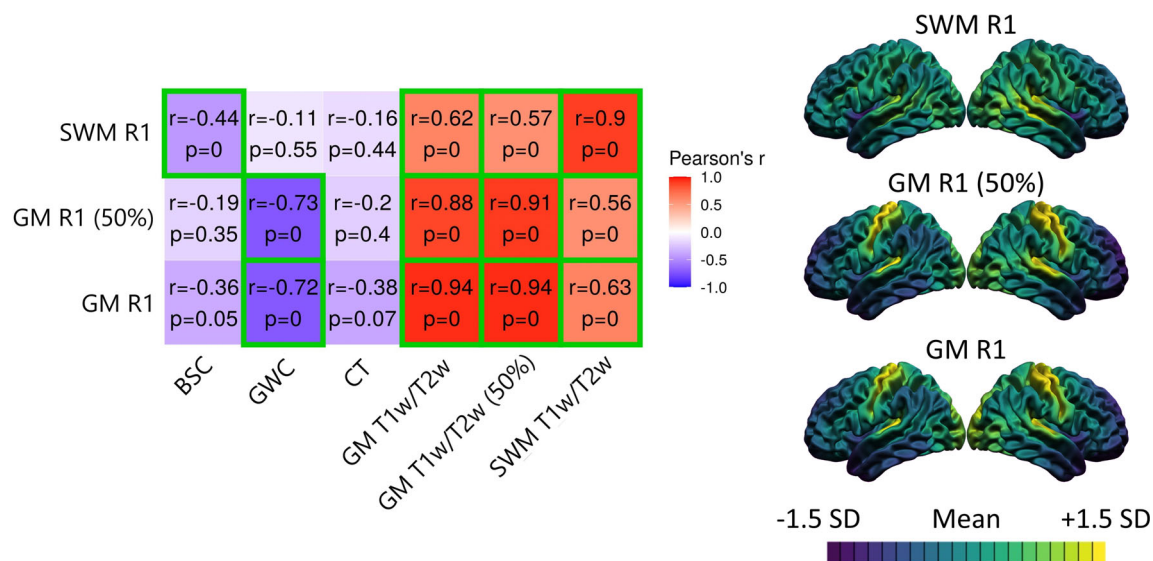 SWM R1
r=-0.44 r=-0.11 r=-0.16 r=0.62 r=0.57 r=0.9
p=0 p=0.55 p=0.44 p=0 p=0 p=0
GM R1 (50%)
r=-0.19 r=-0.73 r=-0.2 r=0.88 r=0.91 r=0.56
p=0.35 p=0 p=0.4 p=0 p=0 p=0
GM R1
r=-0.36 r=-0.72 r=-0.38 r=0.94 r=0.94 r=0.63
p=0.05 p=0 p=0.07 p=0 p=0 p=0
BSC
GWC
CT
GM T1w/T2w
GM T1w/T2w (50%)
SWM T1w/T2w
Pearson's r
1.0
0.5
0.0
-0.5
-1.0
SWM R1
GM R1 (50%)
GM R1
-1.5 SD Mean +1.5 SD